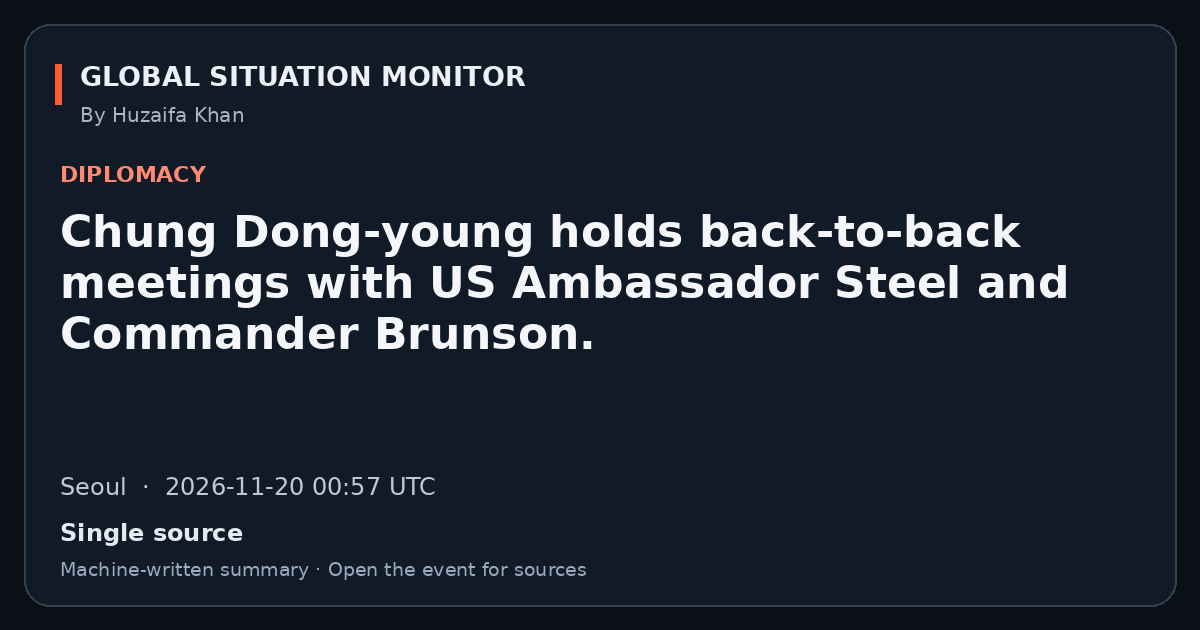 GLOBAL SITUATION MONITOR
By Huzaifa Khan
DIPLOMACY
Chung Dong-young holds back-to-back
meetings with US Ambassador Steel and
Commander Brunson.
Seoul · 2026-11-20 00:57 UTC
Single source
Machine-written summary · Open the event for sources